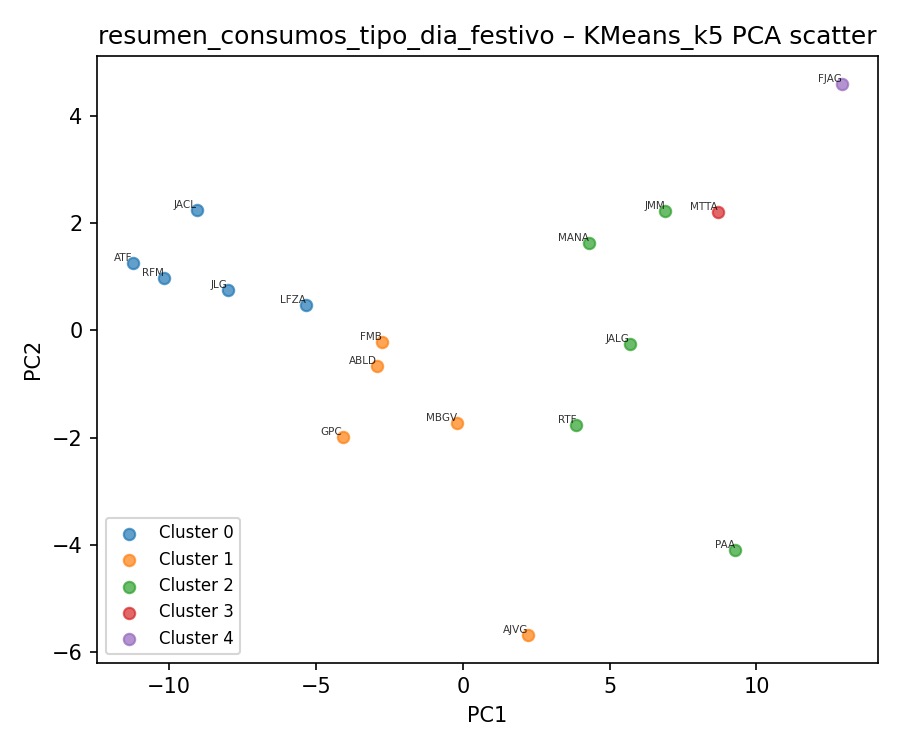 resumen_consumos_tipo_dia_festivo – KMeans_k5 PCA scatter
FJAG
4
JACL
JMM
MTTA
2
MANA
ATF
RFM
JLG
LFZA
0
FMB
JALG
ABLD
PC2
MBGV
RTF
−2
GPC
−4
PAA
AJVG
−6
Cluster 0
Cluster 1
Cluster 2
Cluster 3
Cluster 4
−10
−5
0
5
10
PC1